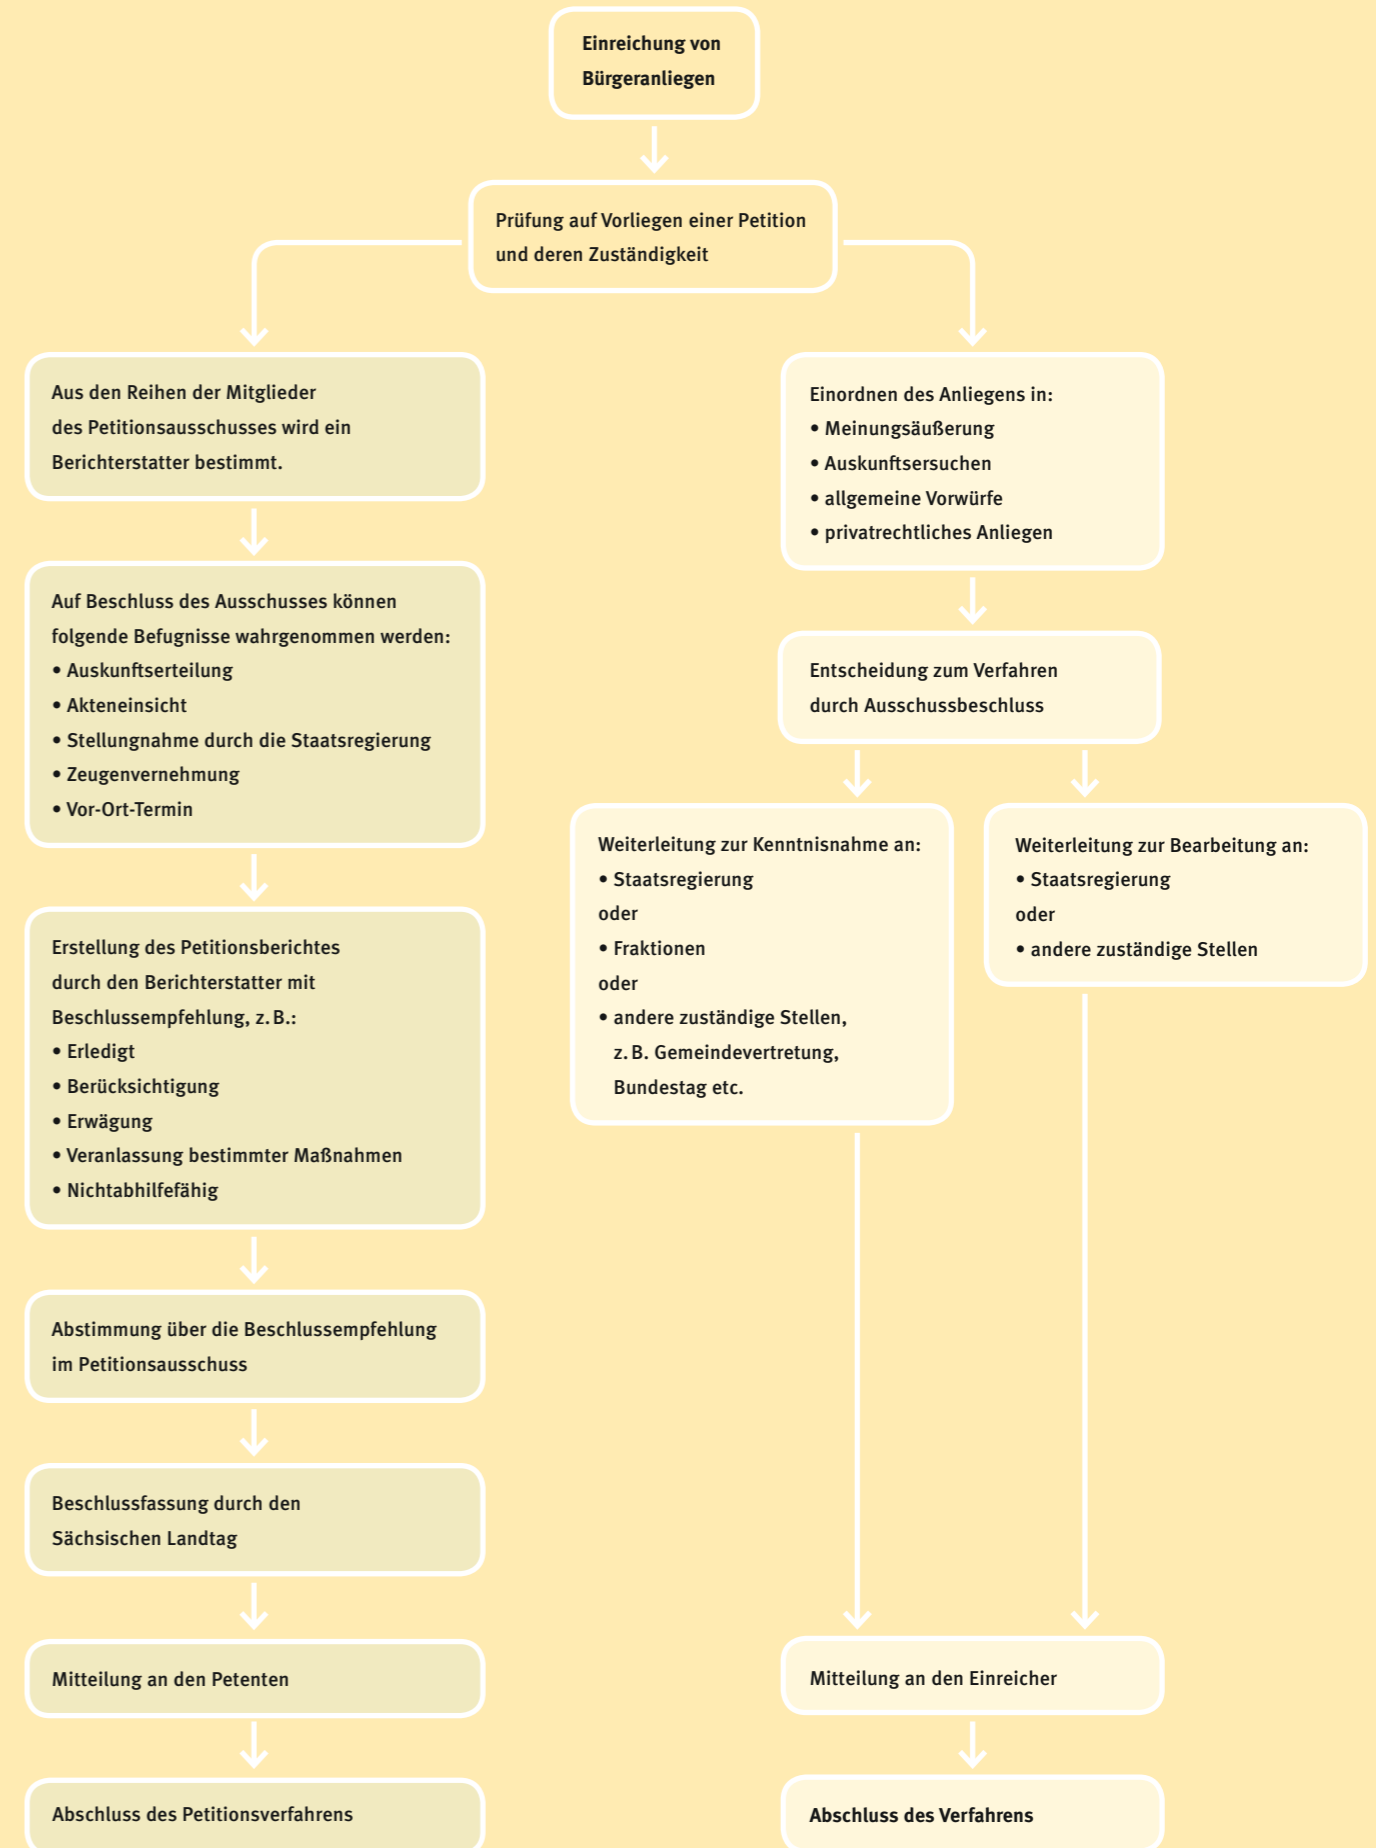 Einreichung von
Bürgeranliegen
Prüfung auf Vorliegen einer Petition
und deren Zuständigkeit
Aus den Reihen der Mitglieder
des Petitionsausschusses wird ein
Berichterstatter bestimmt.
Auf Beschluss des Ausschusses können
folgende Befugnisse wahrgenommen werden:
• Auskunftserteilung
• Akteneinsicht
• Stellungnahme durch die Staatsregierung
• Zeugenvernehmung
• Vor-Ort-Termin
Erstellung des Petitionsberichtes
durch den Berichterstatter mit
Beschlussempfehlung, z. B.:
• Erledigt
• Berücksichtigung
• Erwägung
• Veranlassung bestimmter Maßnahmen
• Nichtabhilfefähig
Abstimmung über die Beschlussempfehlung
im Petitionsausschuss
Beschlussfassung durch den
Sächsischen Landtag
Mitteilung an den Petenten
Abschluss des Petitionsverfahrens
Einordnen des Anliegens in:
• Meinungsäußerung
• Auskunftsersuchen
• allgemeine Vorwürfe
• privatrechtliches Anliegen
Entscheidung zum Verfahren
durch Ausschussbeschluss
Weiterleitung zur Kenntnisnahme an:
• Staatsregierung
oder
• Fraktionen
oder
• andere zuständige Stellen,
z. B. Gemeindevertretung,
Bundestag etc.
Weiterleitung zur Bearbeitung an:
• Staatsregierung
oder
• andere zuständige Stellen
Mitteilung an den Einreicher
Abschluss des Verfahrens